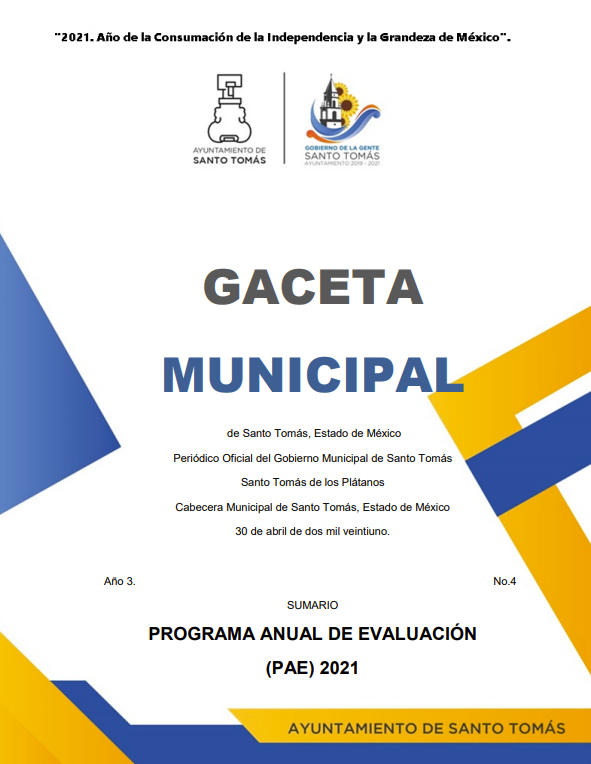 "2021. Año de la Consumación de la Independencia y la Grandeza de México".
AYUNTAMIENTO DE
SANTO TOMÁS
GOBIERNO DE LA GENTE
SANTO TOMÁS
AYUNTAMIENTO 2019 - 2021
GACETA
MUNICIPAL
de Santo Tomás, Estado de México
Periódico Oficial del Gobierno Municipal de Santo Tomás
Santo Tomás de los Plátanos
Cabecera Municipal de Santo Tomás, Estado de México
30 de abril de dos mil veintiuno.
Año 3. No.4
SUMARIO
PROGRAMA ANUAL DE EVALUACIÓN
(PAE) 2021
AYUNTAMIENTO DE SANTO TOMÁS